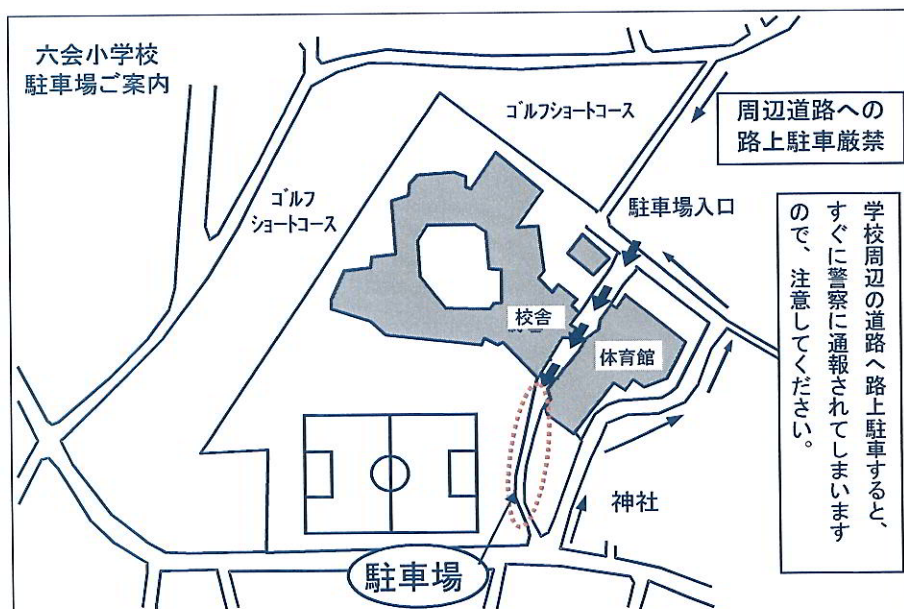 六会小学校
駐車場ご案内
ゴルフショートコース
周辺道路への
路上駐車厳禁
ゴルフ
ショートコース
駐車場入口
学校周辺の道路へ路上駐車すると、
すぐに警察に通報されてしまいます
ので、注意してください。
校舎
体育館
神社
駐車場